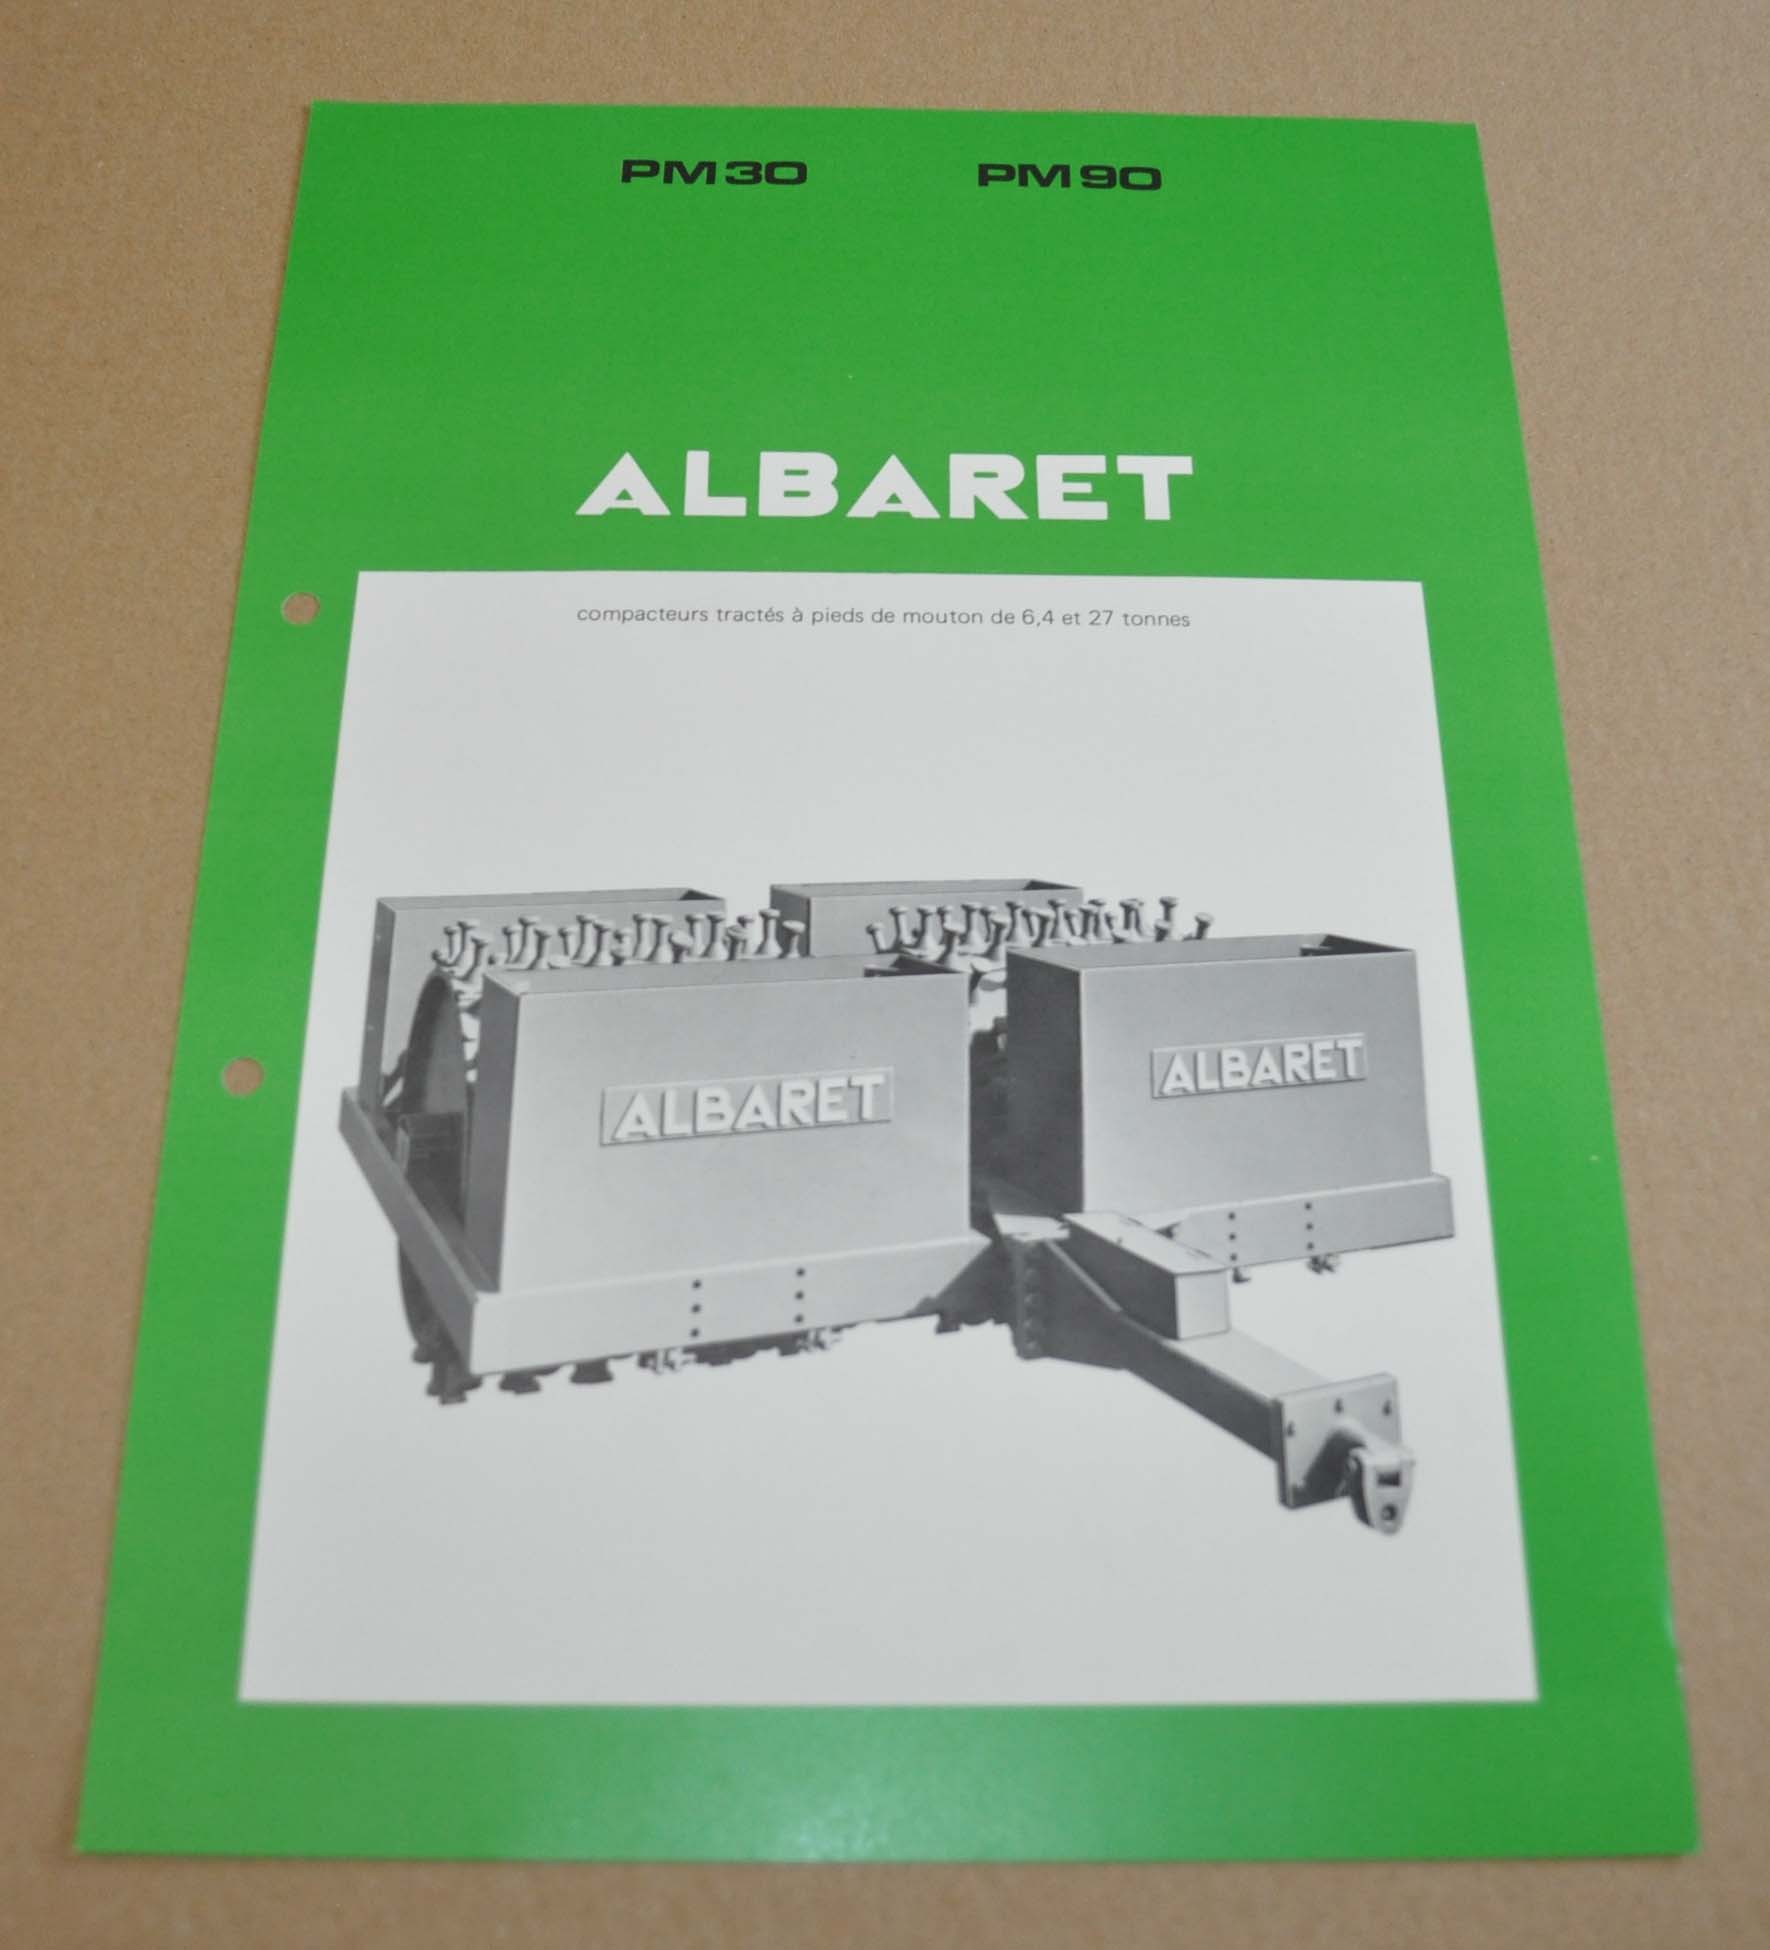 PM30 PM90
ALBARET
compacteurs tractés à pieds de mouton de 6,4 et 27 tonnes
ALBARET
ALBARET